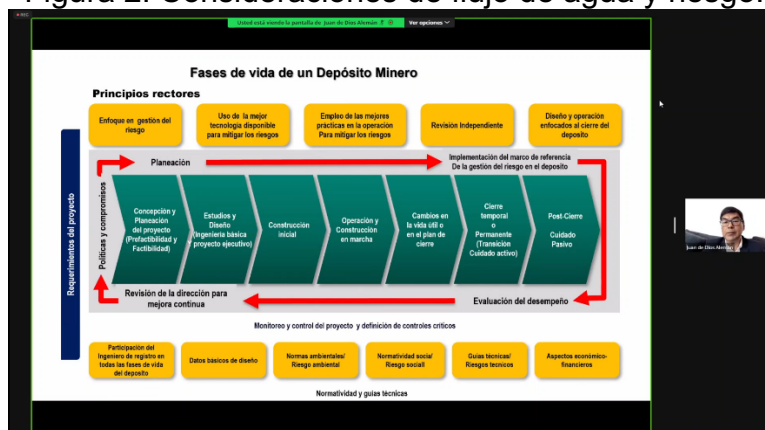 Figura 2. Consideraciones de flujo de agua y riesgo.
REC
Usted está viendo la pantalla de Juan de Dios Alemán
Ver opciones
Fases de vida de un Depósito Minero
Principios rectores
Enfoque en gestión del
riesgo
Uso de la mejor
tecnología disponible
para mitigar los riesgos
Empleo de las mejores
prácticas en la operación
Para mitigar los riesgos
Revisión Independiente
Diseño y operación
enfocados al cierre del
deposito
Requerimientos del proyecto
Políticas y compromisos
Planeación
Implementación del marco de referencia
De la gestión del riesgo en el deposito
Concepción y
Planeación
del proyecto
(Prefactibilidad y
Factibilidad)
Estudios y
Diseño
(Ingeniería básica
y proyecto ejecutivo)
Construcción
inicial
Operación y
Construcción
en marcha
Cambios en
la vida útil o
en el plan de
cierre
Cierre
temporal
o
Permanente
(Transición
Cuidado activo)
Post-Cierre
Cuidado
Pasivo
Revisión de la dirección para
mejora continua
Evaluación del desempeño
Monitoreo y control del proyecto y definición de controles críticos
Participación del
Ingeniero de registro en
todas las fases de vida
del deposito
Datos básicos de diseño
Normas ambientales/
Riesgo ambiental
Normatividad social/
Riesgo sociall
Guías técnicas/
Riesgos tecnicos
Aspectos económico-
financieros
Normatividad y guías técnicas
Juan de Dios Alemán